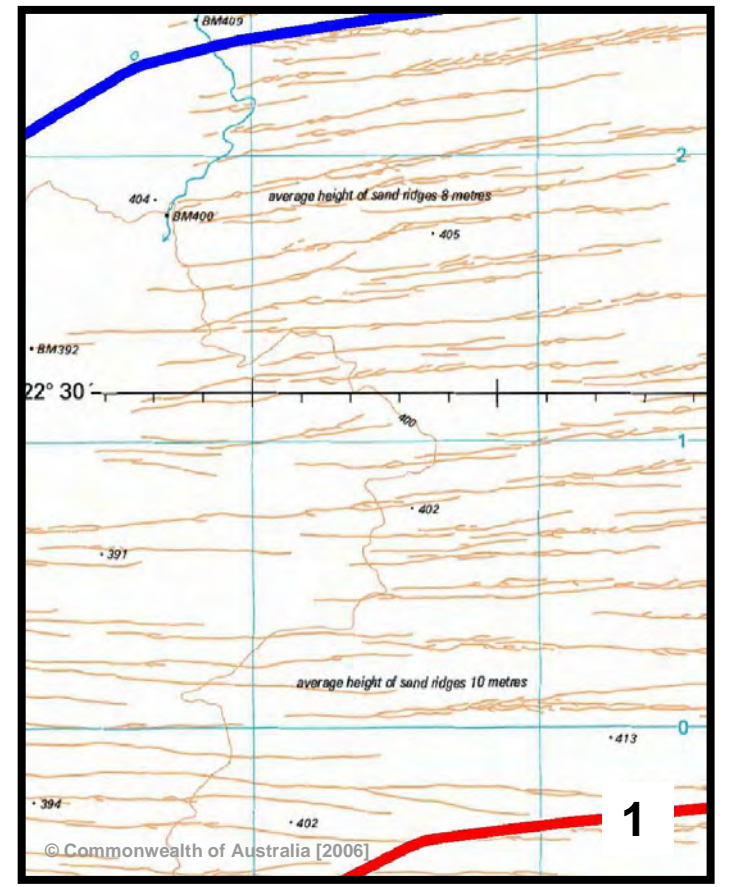 BM409
2
404
average height of sand ridges 8 metres
BM400
405
BM392
22° 30´
400
1
402
391
average height of sand ridges 10 metres
0
413
394
402
1
© Commonwealth of Australia [2006]